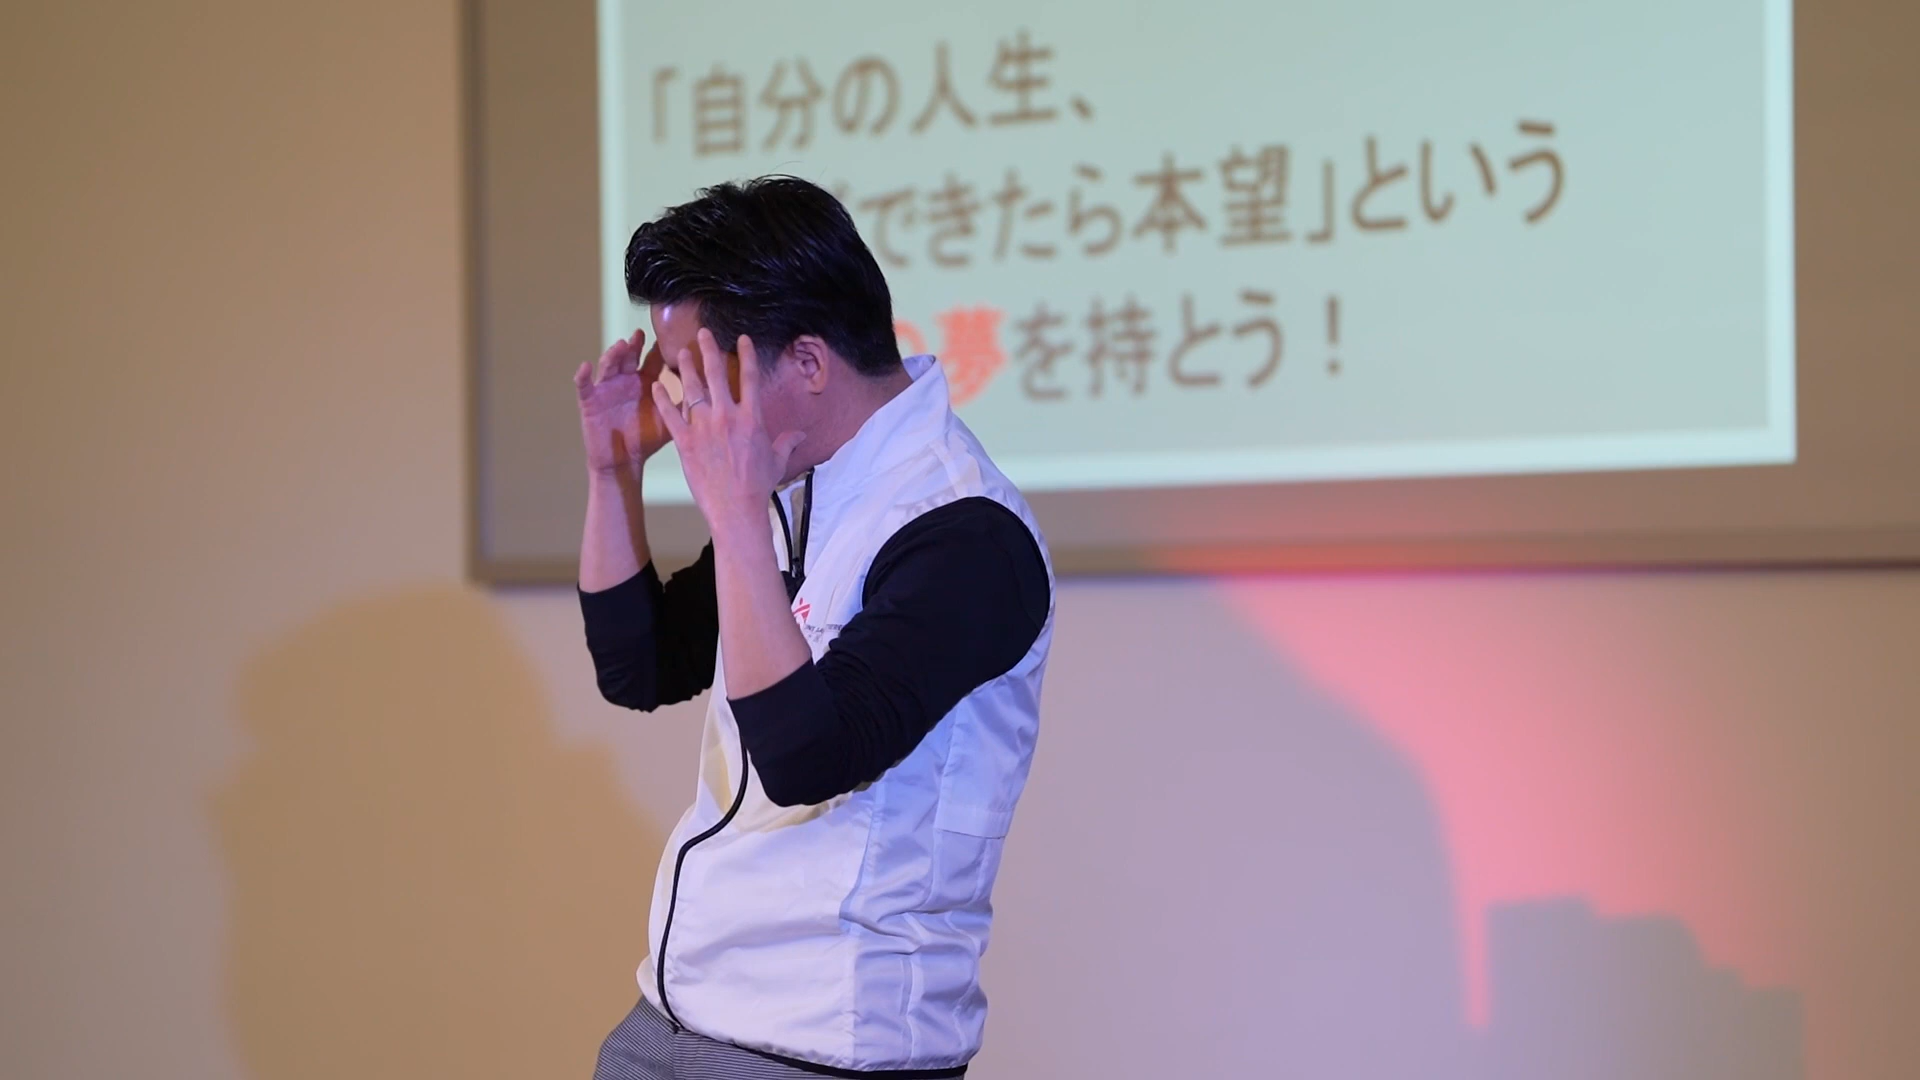 「自分の人生、
できたら本望」という
の夢を持とう！